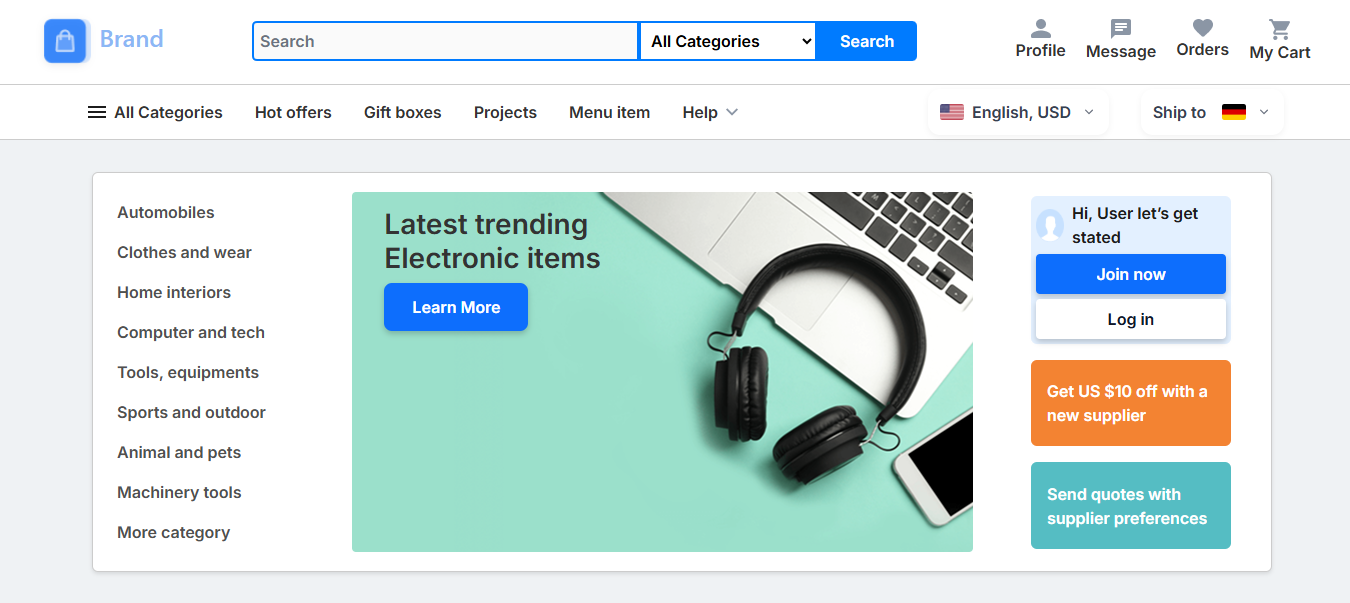 Brand
Search
All Categories
Search
Profile
Message
Orders
My Cart
All Categories
Hot offers
Gift boxes
Projects
Menu item
Help
English, USD
Ship to
Automobiles
Clothes and wear
Home interiors
Computer and tech
Tools, equipments
Sports and outdoor
Animal and pets
Machinery tools
More category
Latest trending
Electronic items
Learn More
Hi, User let’s get
stated
Join now
Log in
Get US $10 off with a
new supplier
Send quotes with
supplier preferences